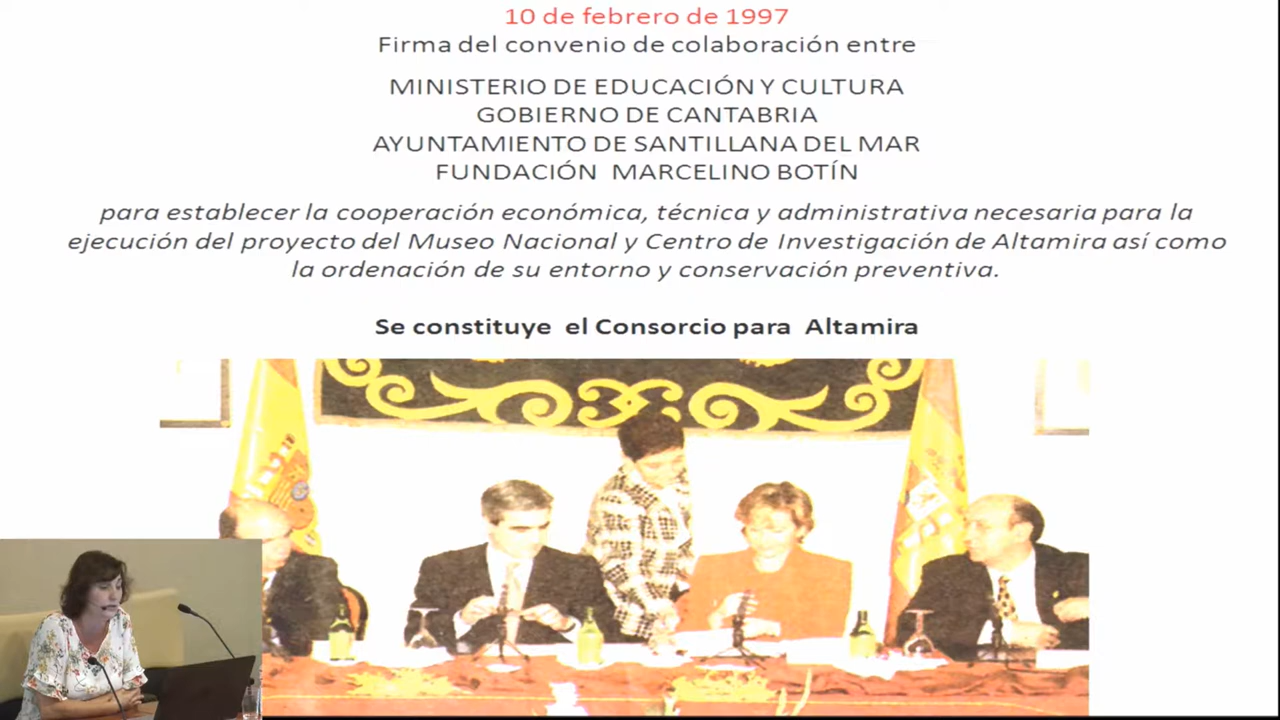 10 de febrero de 1997
Firma del convenio de colaboración entre
MINISTERIO DE EDUCACIÓN Y CULTURA
GOBIERNO DE CANTABRIA
AYUNTAMIENTO DE SANTILLANA DEL MAR
FUNDACIÓN MARCELINO BOTÍN
para establecer la cooperación económica, técnica y administrativa necesaria para la
ejecución del proyecto del Museo Nacional y Centro de Investigación de Altamira así como
la ordenación de su entorno y conservación preventiva.
Se constituye el Consorcio para Altamira